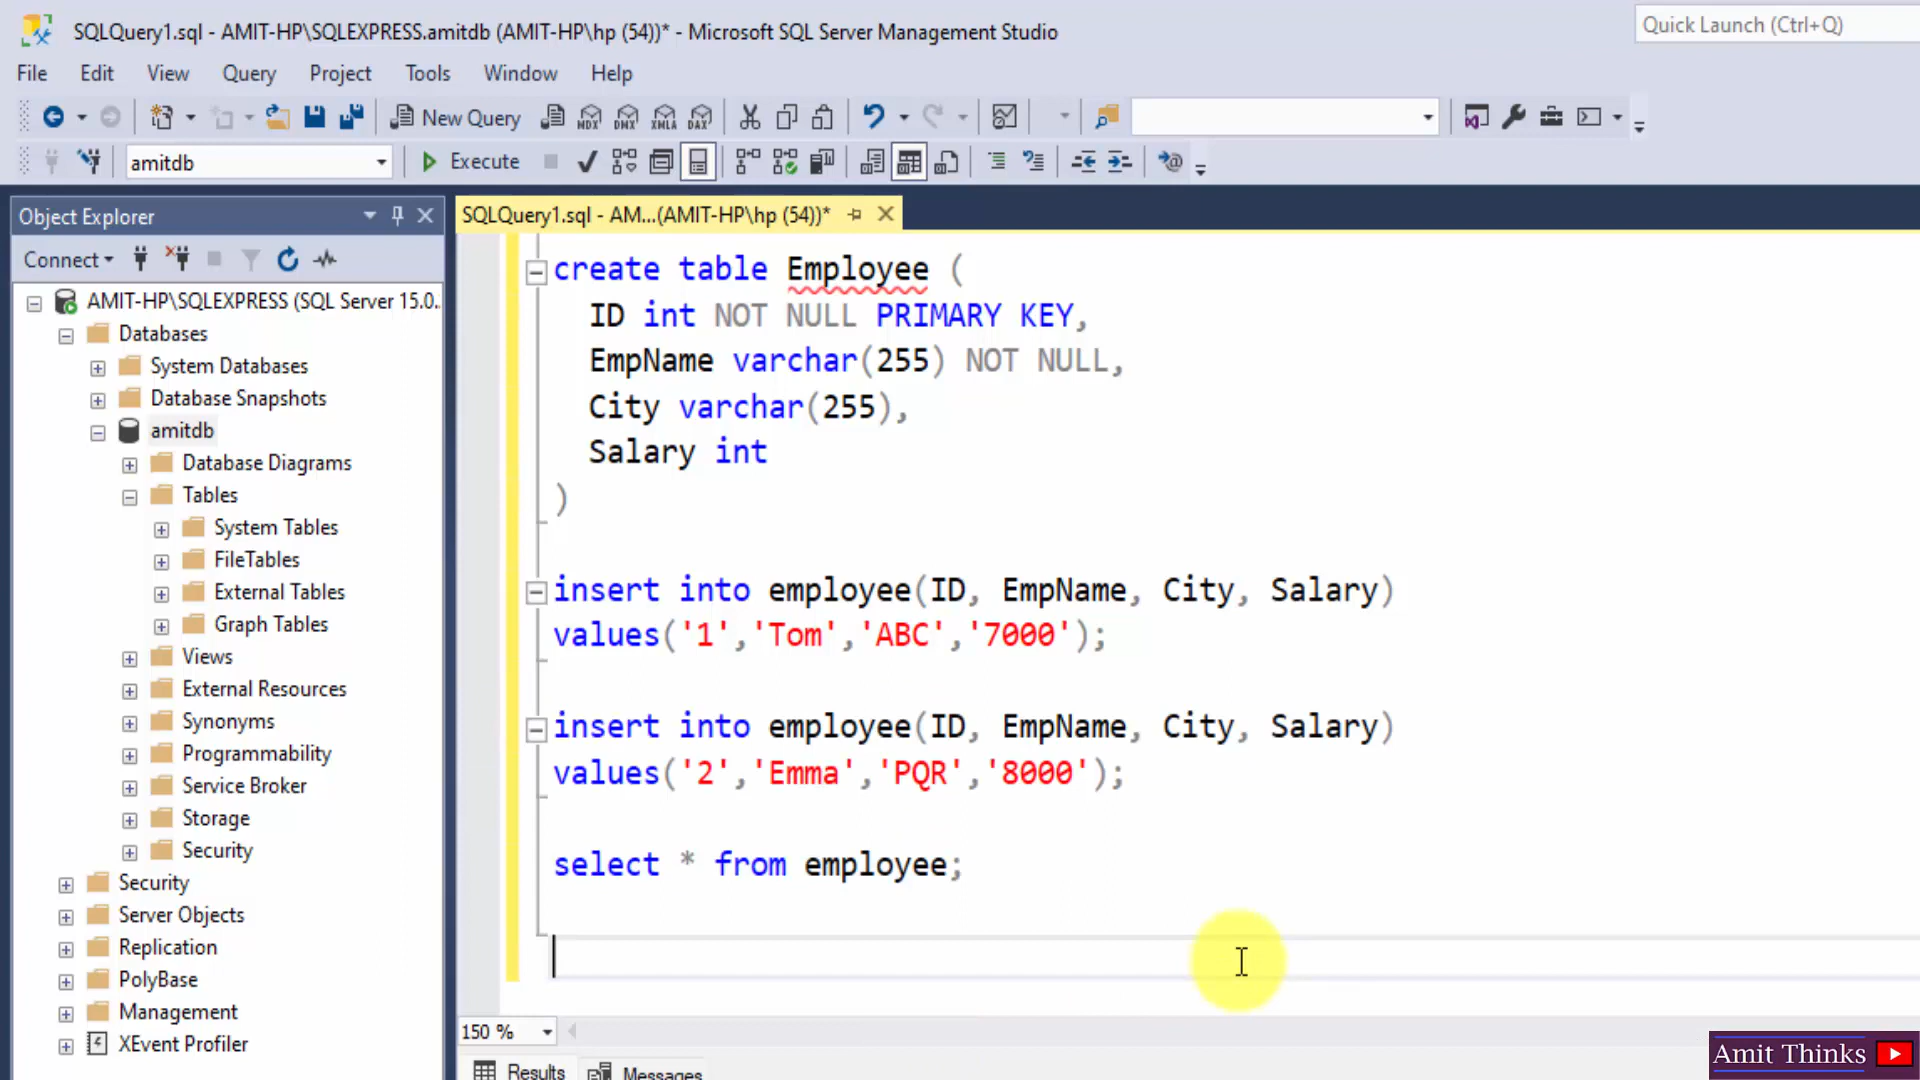 SQLQuery1.sql - AMIT-HP\SQLEXPRESS.amitdb (AMIT-HP\hp (54))* - Microsoft SQL Server Management Studio
Quick Launch (Ctrl+Q)
File Edit View Query Project Tools Window Help
New Query MDX DMX XMLA DAX
amitdb Execute
Object Explorer
SQLQuery1.sql - AM...(AMIT-HP\hp (54))*
Connect
AMIT-HP\SQLEXPRESS (SQL Server 15.0..
Databases
System Databases
Database Snapshots
amitdb
Database Diagrams
Tables
System Tables
FileTables
External Tables
Graph Tables
Views
External Resources
Synonyms
Programmability
Service Broker
Storage
Security
Security
Server Objects
Replication
PolyBase
Management
XEvent Profiler
create table Employee (
ID int NOT NULL PRIMARY KEY,
EmpName varchar(255) NOT NULL,
City varchar(255),
Salary int
)
insert into employee(ID, EmpName, City, Salary)
values('1','Tom','ABC','7000');
insert into employee(ID, EmpName, City, Salary)
values('2','Emma','PQR','8000');
select * from employee;
150 %
Results Messages
Amit Thinks